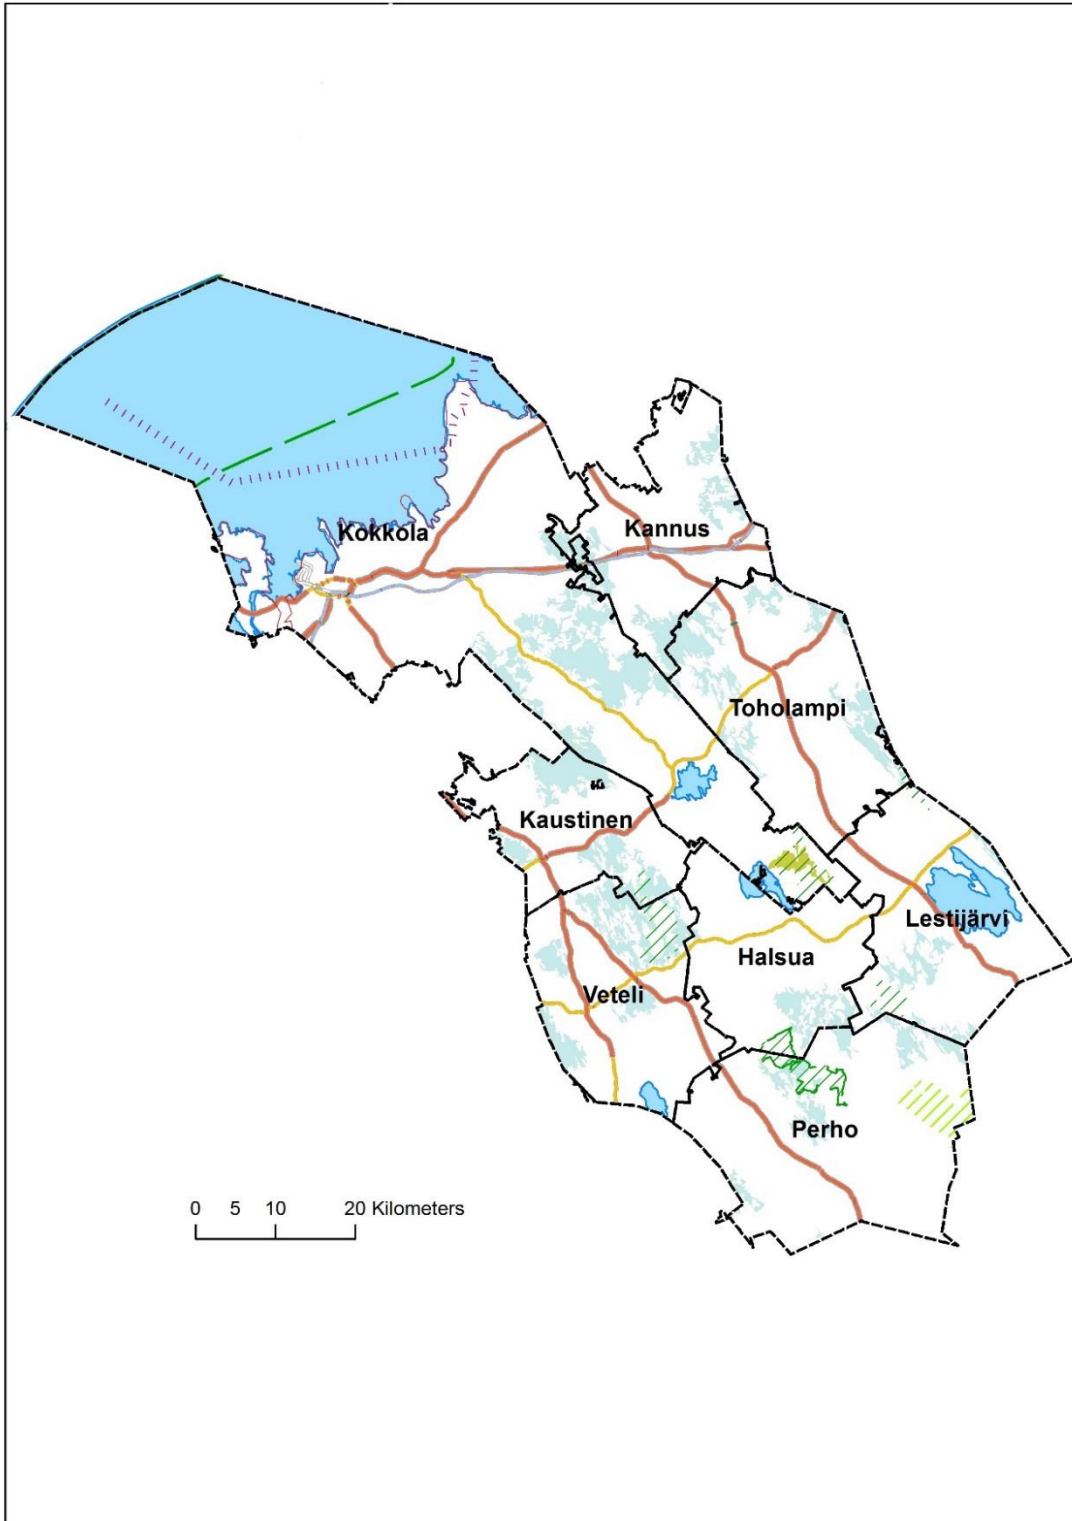 Kokkola
Kannus
Toholampi
Kaustinen
Lestijärvi
Halsua
Veteli
Perho
0 5 10 20 Kilometers